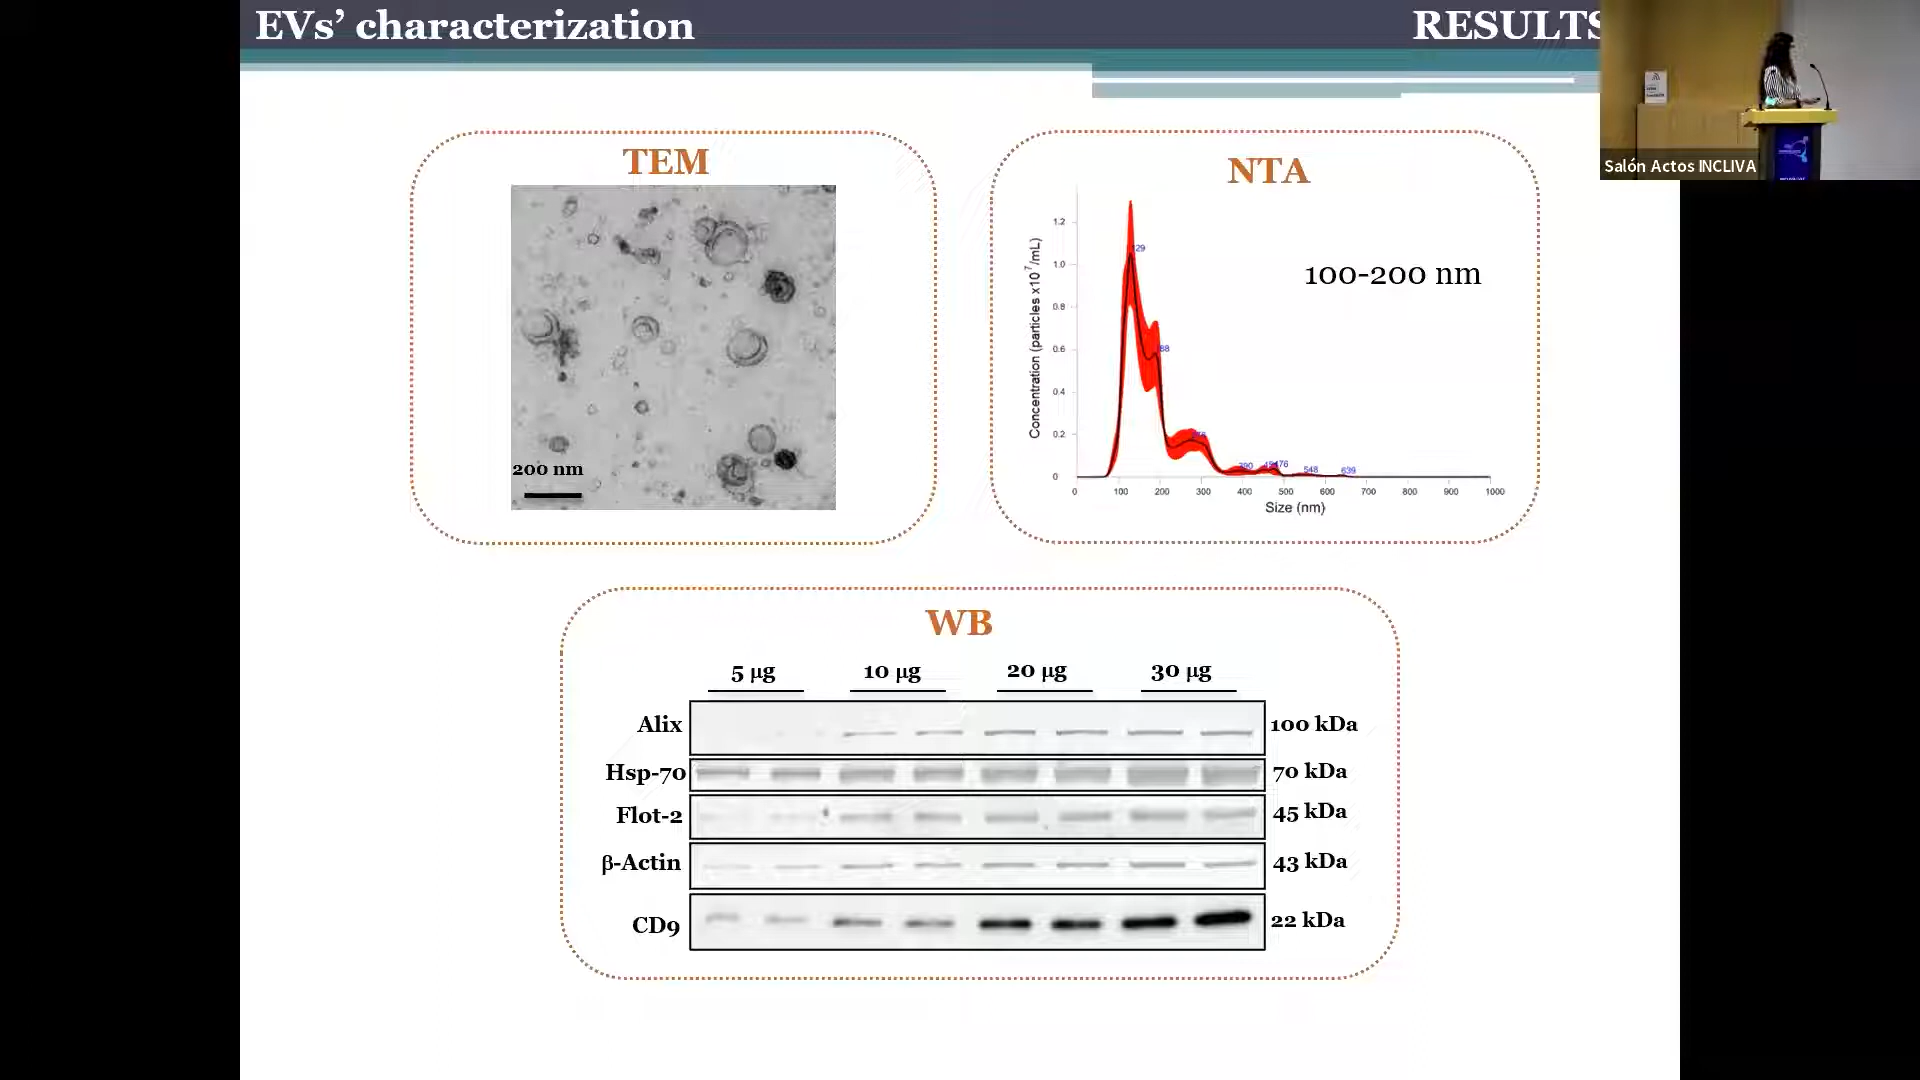 EVs' characterization
RESULTS
Salón Actos INCLIVA
TEM
200 nm
NTA
100-200 nm
Concentration (particles x10⁷/mL)
1.2
1.0
0.8
0.6
0.4
0.2
0
129
390
548
639
0 100 200 300 400 500 600 700 800 900 1000
Size (nm)
WB
5 µg 10 µg 20 µg 30 µg
Alix 100 kDa
Hsp-70 70 kDa
Flot-2 45 kDa
β-Actin 43 kDa
CD9 22 kDa